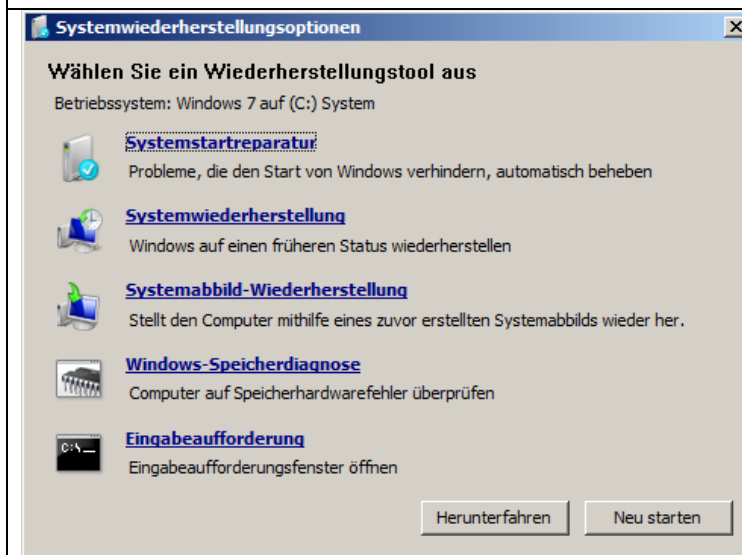 Systemwiederherstellungsoptionen
Wählen Sie ein Wiederherstellungstool aus
Betriebssystem: Windows 7 auf (C:) System
Systemstartreparatur
Probleme, die den Start von Windows verhindern, automatisch beheben
Systemwiederherstellung
Windows auf einen früheren Status wiederherstellen
Systemabbild-Wiederherstellung
Stellt den Computer mithilfe eines zuvor erstellten Systemabbilds wieder her.
Windows-Speicherdiagnose
Computer auf Speicherhardwarefehler überprüfen
C:\_
Eingabeaufforderung
Eingabeaufforderungsfenster öffnen
Herunterfahren Neu starten